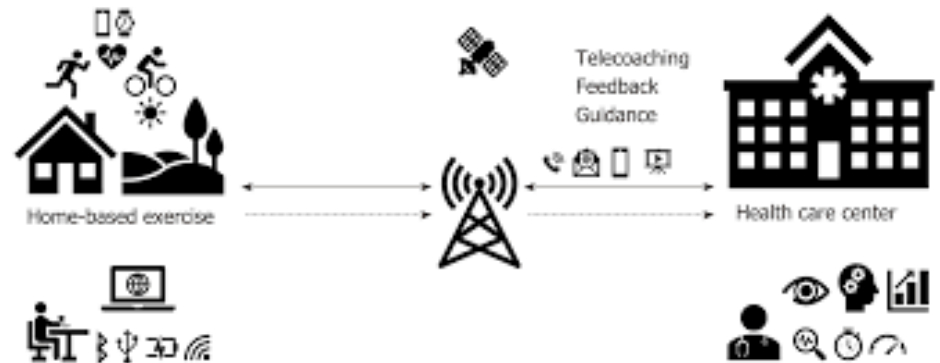 Telecoaching
Feedback
Guidance
Home-based exercise
Health care center